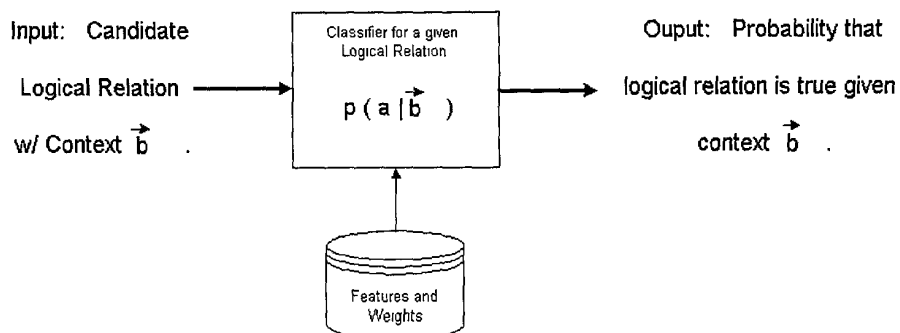 Input: Candidate
Logical Relation
w/ Context b⃗ .
Classifier for a given
Logical Relation
p ( a | b⃗ )
Ouput: Probability that
logical relation is true given
context b⃗ .
Features and
Weights